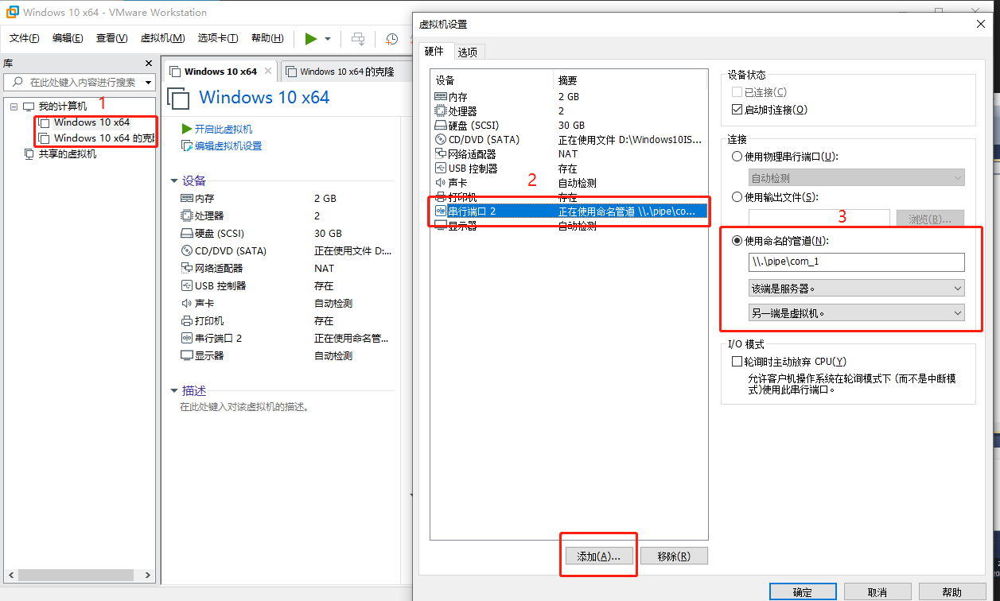 Windows 10 x64 - VMware Workstation
文件(F) 编辑(E) 查看(V) 虚拟机(M) 选项卡(T) 帮助(H)
库
在此处键入内容进行搜索
我的计算机 1
Windows 10 x64
Windows 10 x64 的克
共享的虚拟机
Windows 10 x64 Windows 10 x64 的克隆
Windows 10 x64
开启此虚拟机
编辑虚拟机设置
设备
内存 2 GB
处理器 2
硬盘 (SCSI) 30 GB
CD/DVD (SATA) 正在使用文件 D:...
网络适配器 NAT
USB 控制器 存在
声卡 自动检测
打印机 存在
串行端口 2 正在使用命名管...
显示器 自动检测
描述
在此处键入对该虚拟机的描述。
虚拟机设置
硬件 选项
设备 摘要
内存 2 GB
处理器 2
硬盘 (SCSI) 30 GB
CD/DVD (SATA) 正在使用文件 D:\Windows10IS...
网络适配器 NAT
USB 控制器 存在
声卡 2 自动检测
打印机 存在
串行端口 2 正在使用命名管道 \\.\pipe\co...
显示器 自动检测
添加(A)... 移除(R)
设备状态
已连接(C)
启动时连接(O)
连接
使用物理串行端口(U):
自动检测
使用输出文件(S):
3
浏览(B)...
使用命名的管道(N):
\\.\pipe\com_1
该端是服务器。
另一端是虚拟机。
I/O 模式
轮询时主动放弃 CPU(Y)
允许客户机操作系统在轮询模式下 (而不是中断模
式)使用此串行端口。
确定 取消 帮助